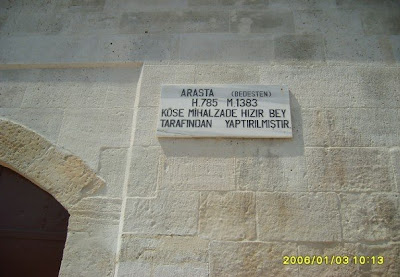 ARASTA (BEDESTEN)
H.785 M.1383
KÖSE MİHALZADE HIZIR BEY
TARAFINDAN YAPTIRILMIŞTIR.
2006/01/03 10:13